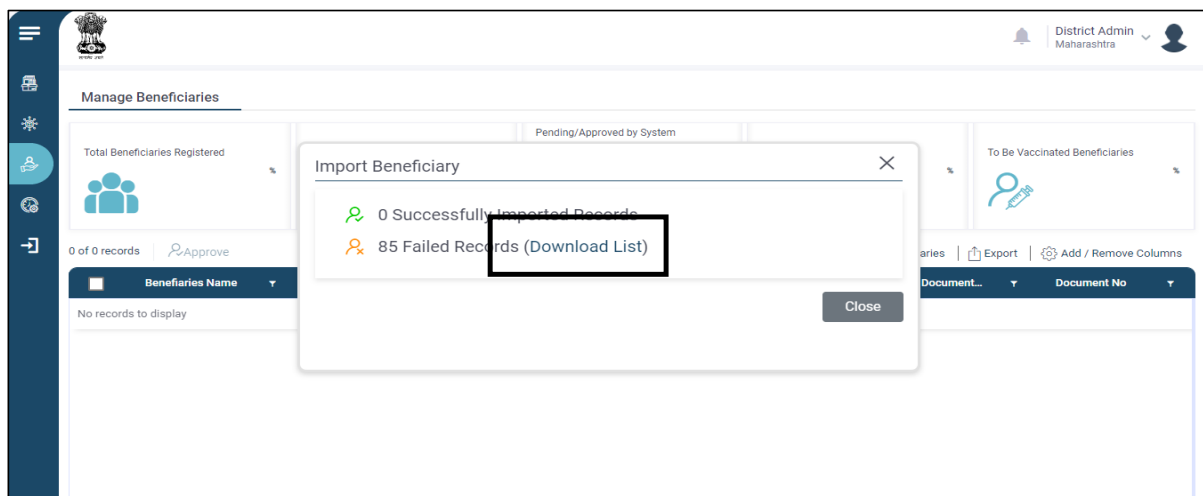 District Admin
Maharashtra
Manage Beneficiaries
Total Beneficiaries Registered
%
Pending/Approved by System
%
To Be Vaccinated Beneficiaries
%
Import Beneficiary
0 Successfully Imported Records
85 Failed Records (Download List)
Close
0 of 0 records Approve
aries Export Add / Remove Columns
Benefiaries Name Document... Document No
No records to display